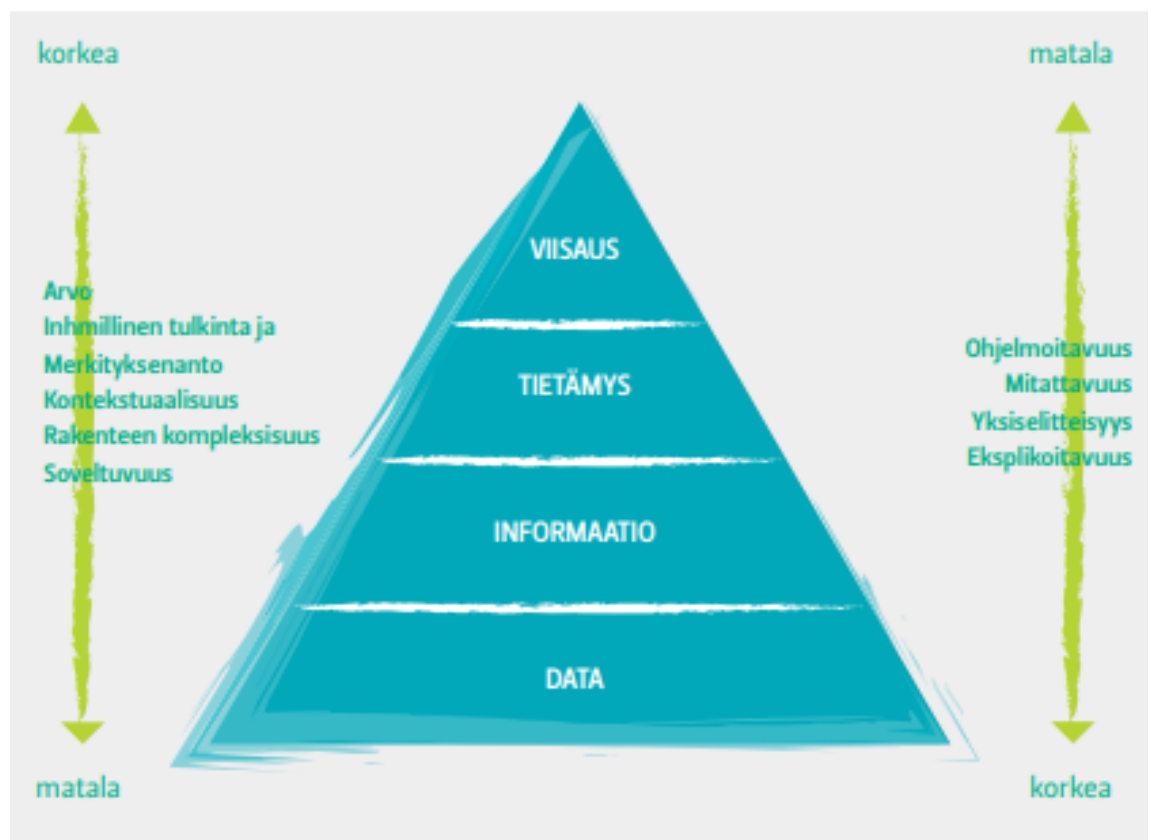 korkea
matala
VIISAUS
Arvo
Inhmillinen tulkinta ja
Merkityksenanto
Kontekstuaalisuus
Rakenteen kompleksisuus
Soveltuvuus
TIETÄMYS
Ohjelmoitavuus
Mitattavuus
Yksiselitteisyys
Eksplikoitavuus
INFORMAATIO
DATA
matala
korkea